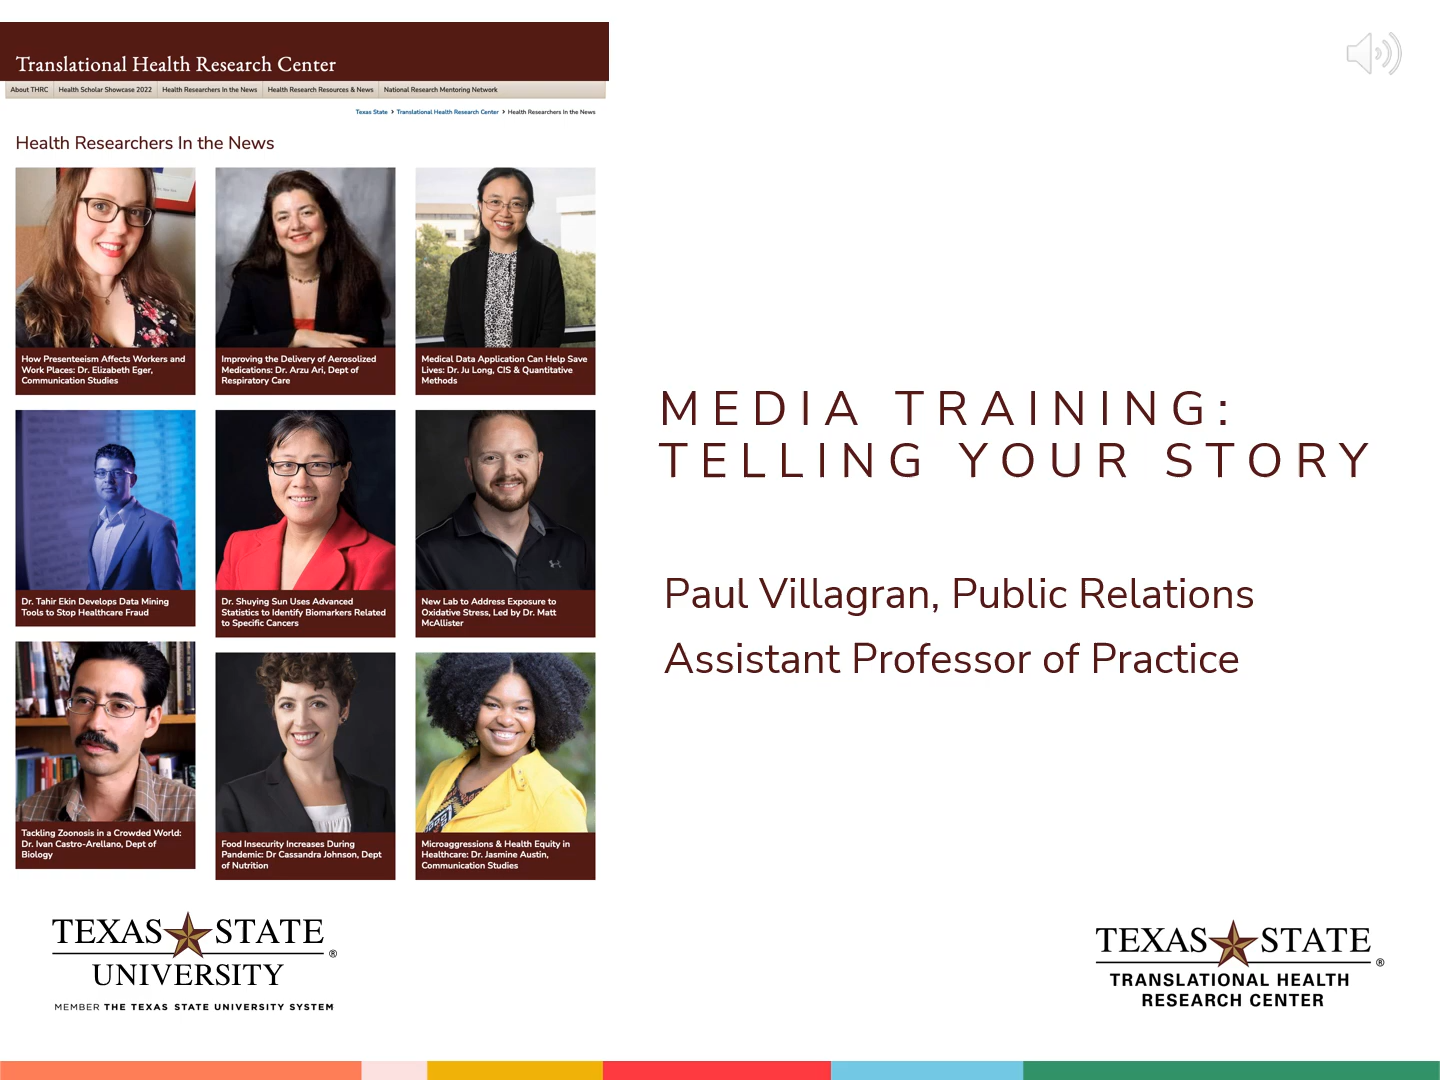 Translational Health Research Center
About THRC
Health Scholar Showcase 2022
Health Researchers In the News
Health Research Resources & News
National Research Mentoring Network
Texas State > Translational Health Research Center > Health Researchers In the News
Health Researchers In the News
How Presenteeism Affects Workers and
Work Places: Dr. Elizabeth Eger,
Communication Studies
Improving the Delivery of Aerosolized
Medications: Dr. Arzu Ari, Dept of
Respiratory Care
Medical Data Application Can Help Save
Lives: Dr. Ju Long, CIS & Quantitative
Methods
Dr. Tahir Ekin Develops Data Mining
Tools to Stop Healthcare Fraud
Dr. Shuying Sun Uses Advanced
Statistics to Identify Biomarkers Related
to Specific Cancers
New Lab to Address Exposure to
Oxidative Stress, Led by Dr. Matt
McAllister
Tackling Zoonosis in a Crowded World:
Dr. Ivan Castro-Arellano, Dept of
Biology
Food Insecurity Increases During
Pandemic: Dr Cassandra Johnson, Dept
of Nutrition
Microaggressions & Health Equity in
Healthcare: Dr. Jasmine Austin,
Communication Studies
MEDIA TRAINING:
TELLING YOUR STORY
Paul Villagran, Public Relations
Assistant Professor of Practice
TEXAS STATE
UNIVERSITY
®
MEMBER THE TEXAS STATE UNIVERSITY SYSTEM
TEXAS STATE
®
TRANSLATIONAL HEALTH
RESEARCH CENTER